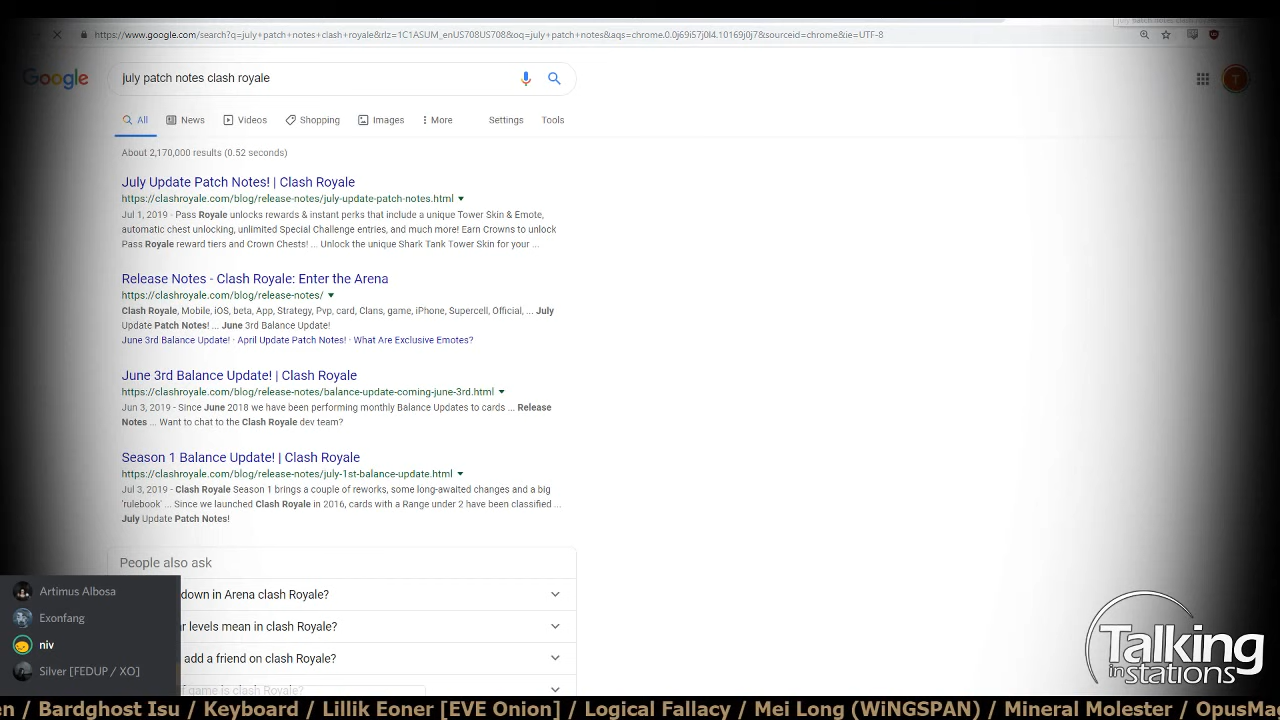 https://www.google.com/search?q=july+patch+notes+clash+royale&rlz=1C1ASUM_enUS708US708&oq=july+patch+notes&aqs=chrome.0.0j69i57j0l4.10169j0j7&sourceid=chrome&ie=UTF-8
Google
july patch notes clash royale
T
All News Videos Shopping Images More Settings Tools
About 2,170,000 results (0.52 seconds)
July Update Patch Notes! | Clash Royale
https://clashroyale.com/blog/release-notes/july-update-patch-notes.html
Jul 1, 2019 - Pass Royale unlocks rewards & instant perks that include a unique Tower Skin & Emote,
automatic chest unlocking, unlimited Special Challenge entries, and much more! Earn Crowns to unlock
Pass Royale reward tiers and Crown Chests! ... Unlock the unique Shark Tank Tower Skin for your ...
Release Notes - Clash Royale: Enter the Arena
https://clashroyale.com/blog/release-notes/
Clash Royale, Mobile, iOS, beta, App, Strategy, Pvp, card, Clans, game, iPhone, Supercell, Official, ... July
Update Patch Notes! ... June 3rd Balance Update!
June 3rd Balance Update! · April Update Patch Notes! · What Are Exclusive Emotes?
June 3rd Balance Update! | Clash Royale
https://clashroyale.com/blog/release-notes/balance-update-coming-june-3rd.html
Jun 3, 2019 - Since June 2018 we have been performing monthly Balance Updates to cards ... Release
Notes ... Want to chat to the Clash Royale dev team?
Season 1 Balance Update! | Clash Royale
https://clashroyale.com/blog/release-notes/july-1st-balance-update.html
Jul 3, 2019 - Clash Royale Season 1 brings a couple of reworks, some long-awaited changes and a big
'rulebook' ... Since we launched Clash Royale in 2016, cards with a Range under 2 have been classified ...
July Update Patch Notes!
People also ask
down in Arena clash Royale?
levels mean in clash Royale?
add a friend on clash Royale?
of game is clash Royale?
Artimus Albosa
Exonfang
niv
Silver [FEDUP / XO]
Talking
in stations
en / Bardghost Isu / Keyboard / Lillik Eoner [EVE Onion] / Logical Fallacy / Mei Long (WiNGSPAN) / Mineral Molester / OpusMa